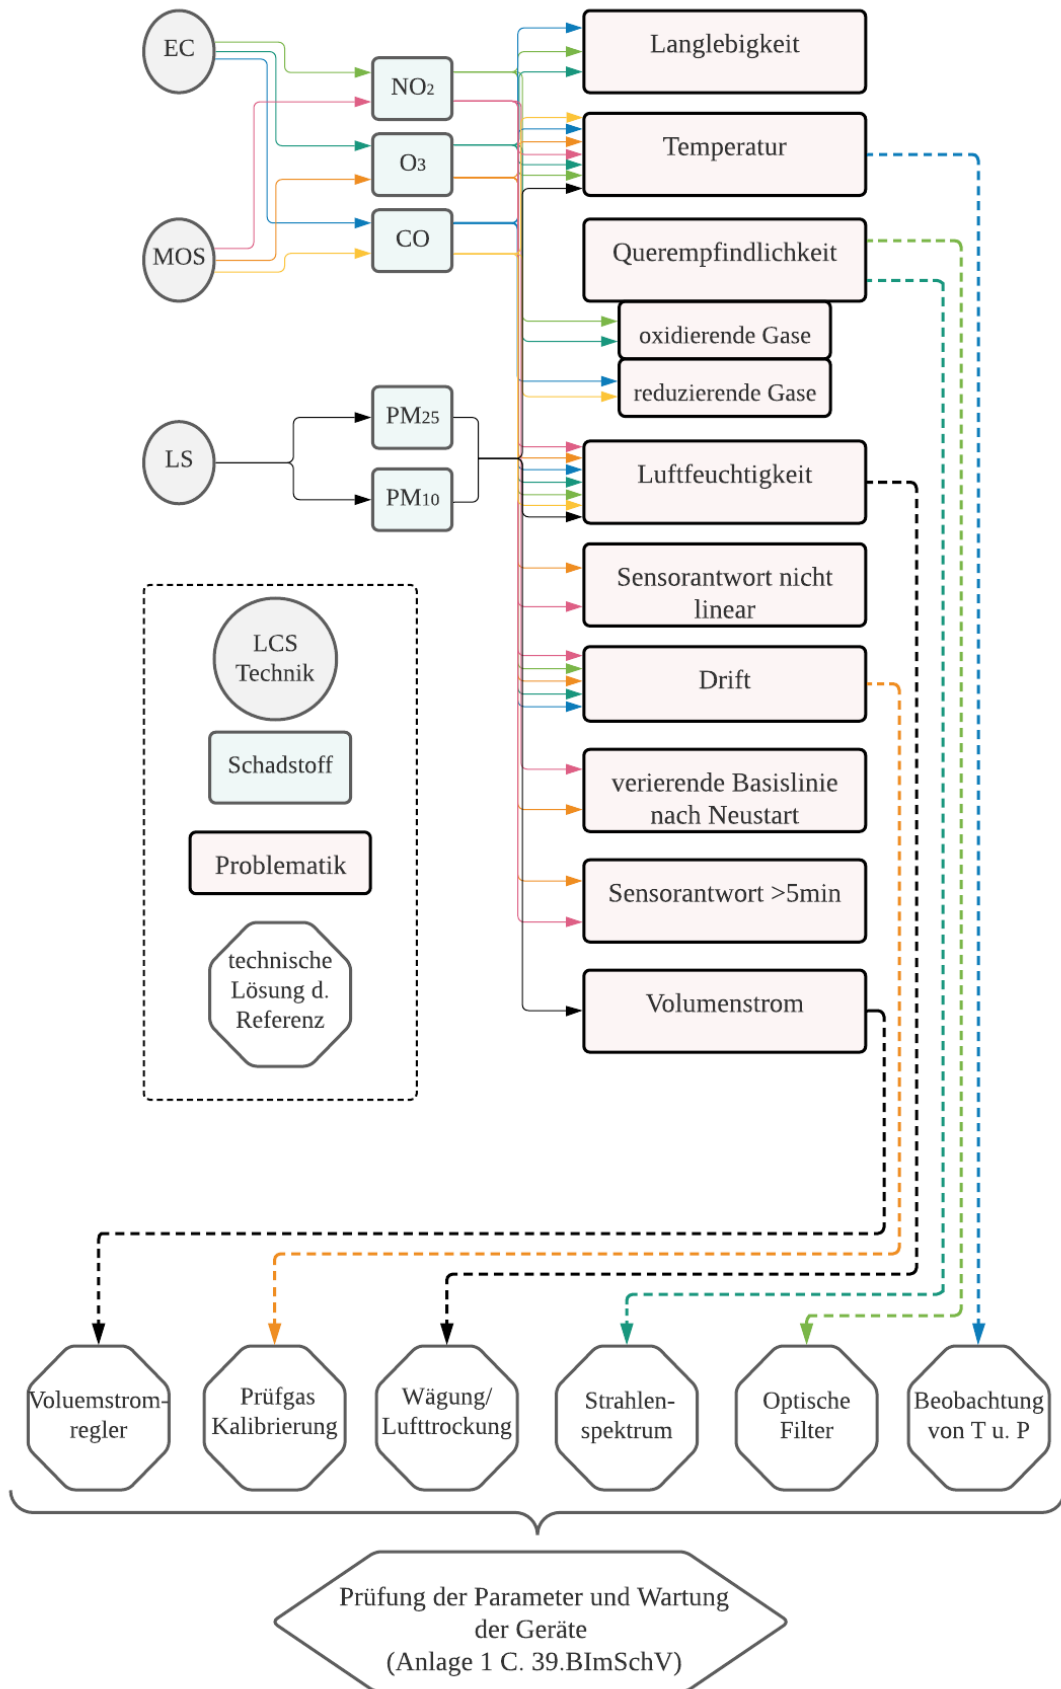 EC
NO2
O3
CO
MOS
PM25
LS
PM10
Langlebigkeit
Temperatur
Querempfindlichkeit
oxidierende Gase
reduzierende Gase
Luftfeuchtigkeit
Sensorantwort nicht
linear
Drift
verierende Basislinie
nach Neustart
Sensorantwort >5min
Volumenstrom
LCS
Technik
Schadstoff
Problematik
technische
Lösung d.
Referenz
Voluemstrom-
regler
Prüfgas
Kalibrierung
Wägung/
Lufttrockung
Strahlen-
spektrum
Optische
Filter
Beobachtung
von T u. P
Prüfung der Parameter und Wartung
der Geräte
(Anlage 1 C. 39.BImSchV)